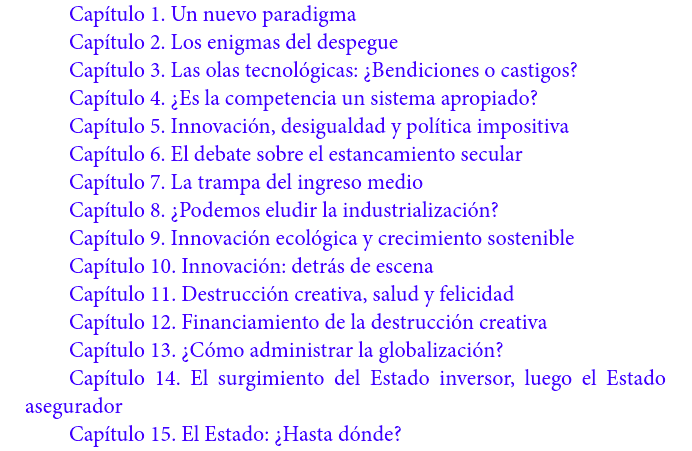 Capítulo 1. Un nuevo paradigma
Capítulo 2. Los enigmas del despegue
Capítulo 3. Las olas tecnológicas: ¿Bendiciones o castigos?
Capítulo 4. ¿Es la competencia un sistema apropiado?
Capítulo 5. Innovación, desigualdad y política impositiva
Capítulo 6. El debate sobre el estancamiento secular
Capítulo 7. La trampa del ingreso medio
Capítulo 8. ¿Podemos eludir la industrialización?
Capítulo 9. Innovación ecológica y crecimiento sostenible
Capítulo 10. Innovación: detrás de escena
Capítulo 11. Destrucción creativa, salud y felicidad
Capítulo 12. Financiamiento de la destrucción creativa
Capítulo 13. ¿Cómo administrar la globalización?
Capítulo 14. El surgimiento del Estado inversor, luego el Estado
asegurador
Capítulo 15. El Estado: ¿Hasta dónde?